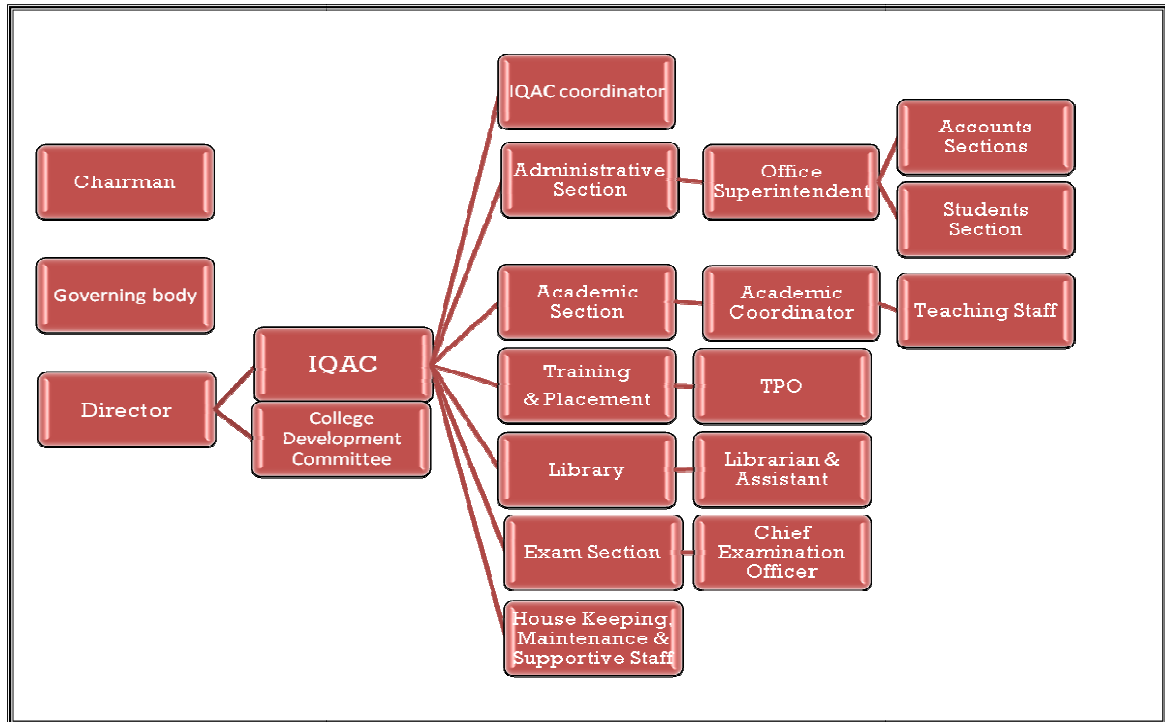 Chairman
Governing body
Director
IQAC
College
Development
Committee
IQAC coordinator
Administrative
Section
Office
Superintendent
Accounts
Sections
Students
Section
Academic
Section
Academic
Coordinator
Teaching Staff
Training
& Placement
TPO
Library
Librarian &
Assistant
Exam Section
Chief
Examination
Officer
House Keeping,
Maintenance &
Supportive Staff